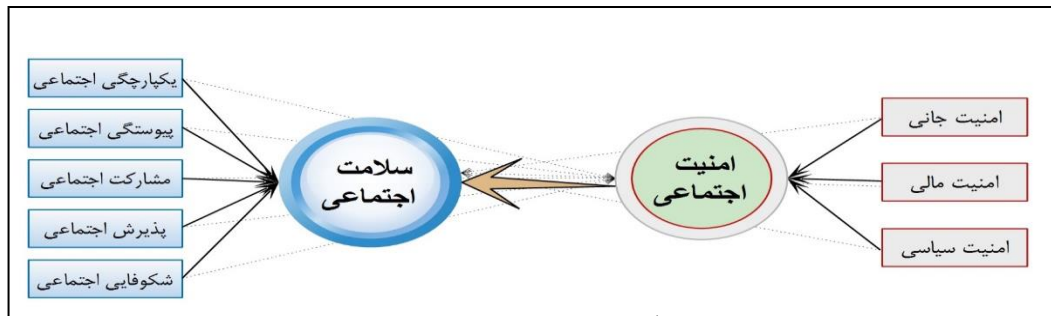 امنیت جانی
امنیت مالی
امنیت سیاسی
امنیت
اجتماعی
سلامت
اجتماعی
یکپارچگی اجتماعی
پیوستگی اجتماعی
مشارکت اجتماعی
پذیرش اجتماعی
شکوفایی اجتماعی